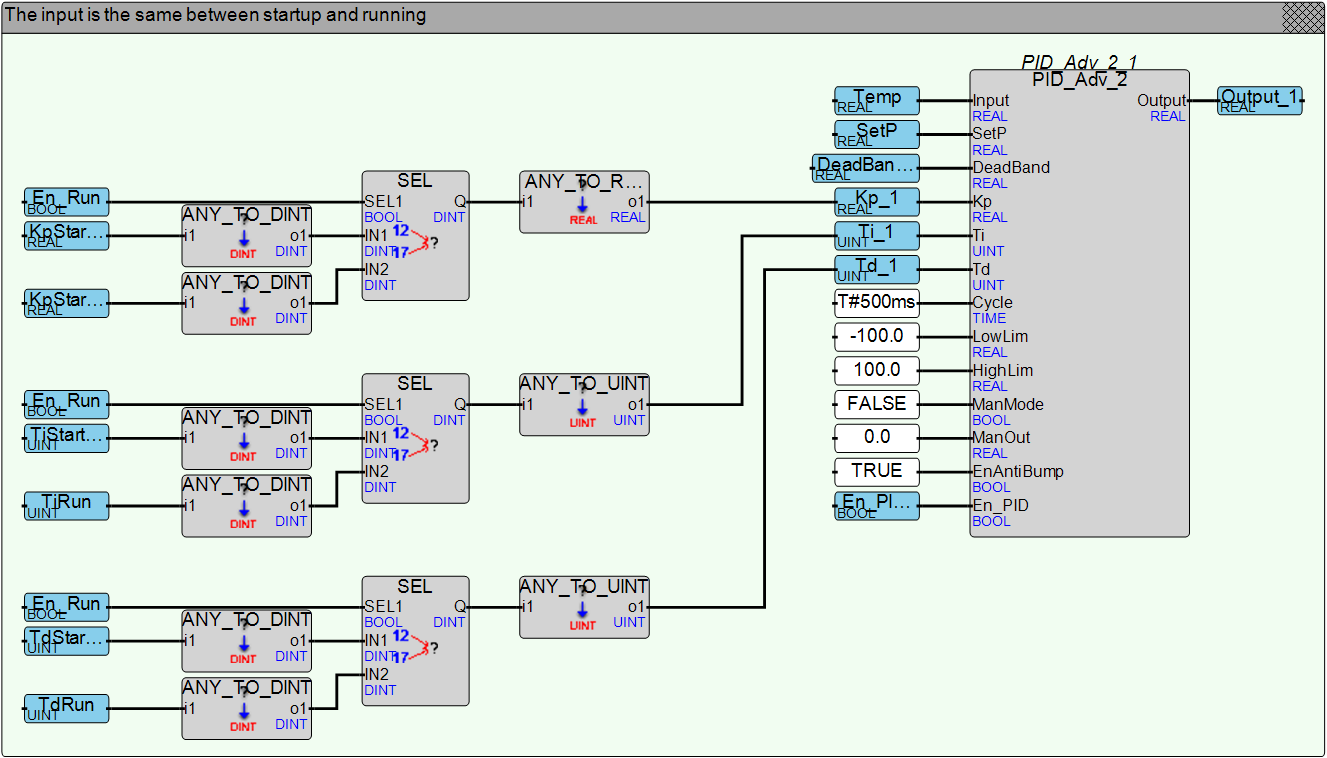 The input is the same between startup and running
PID_Adv_2_1
PID_Adv_2
Temp
REAL
Input
REAL
Output
REAL
Output_1
REAL
SetP
REAL
SetP
REAL
DeadBan...
REAL
DeadBand
REAL
Kp_1
REAL
Kp
REAL
Ti_1
UINT
Ti
UINT
Td_1
UINT
Td
UINT
T#500ms
Cycle
TIME
-100.0
LowLim
REAL
100.0
HighLim
REAL
FALSE
ManMode
BOOL
0.0
ManOut
REAL
TRUE
EnAntiBump
BOOL
En_PI...
BOOL
En_PID
BOOL
En_Run
BOOL
KpStar...
REAL
KpStar...
REAL
ANY_TO_DINT
?
i1
o1
DINT
DINT
ANY_TO_DINT
?
i1
o1
DINT
DINT
SEL
SEL1
BOOL
Q
DINT
IN1
DINT
12
17
?
IN2
DINT
ANY_TO_R...
?
i1
o1
REAL
REAL
En_Run
BOOL
TiStart...
UINT
TiRun
UINT
ANY_TO_DINT
?
i1
o1
DINT
DINT
ANY_TO_DINT
?
i1
o1
DINT
DINT
SEL
SEL1
BOOL
Q
DINT
IN1
DINT
12
17
?
IN2
DINT
ANY_TO_UINT
?
i1
o1
UINT
UINT
En_Run
BOOL
TdStar...
UINT
TdRun
UINT
ANY_TO_DINT
?
i1
o1
DINT
DINT
ANY_TO_DINT
?
i1
o1
DINT
DINT
SEL
SEL1
BOOL
Q
DINT
IN1
DINT
12
17
?
IN2
DINT
ANY_TO_UINT
?
i1
o1
UINT
UINT